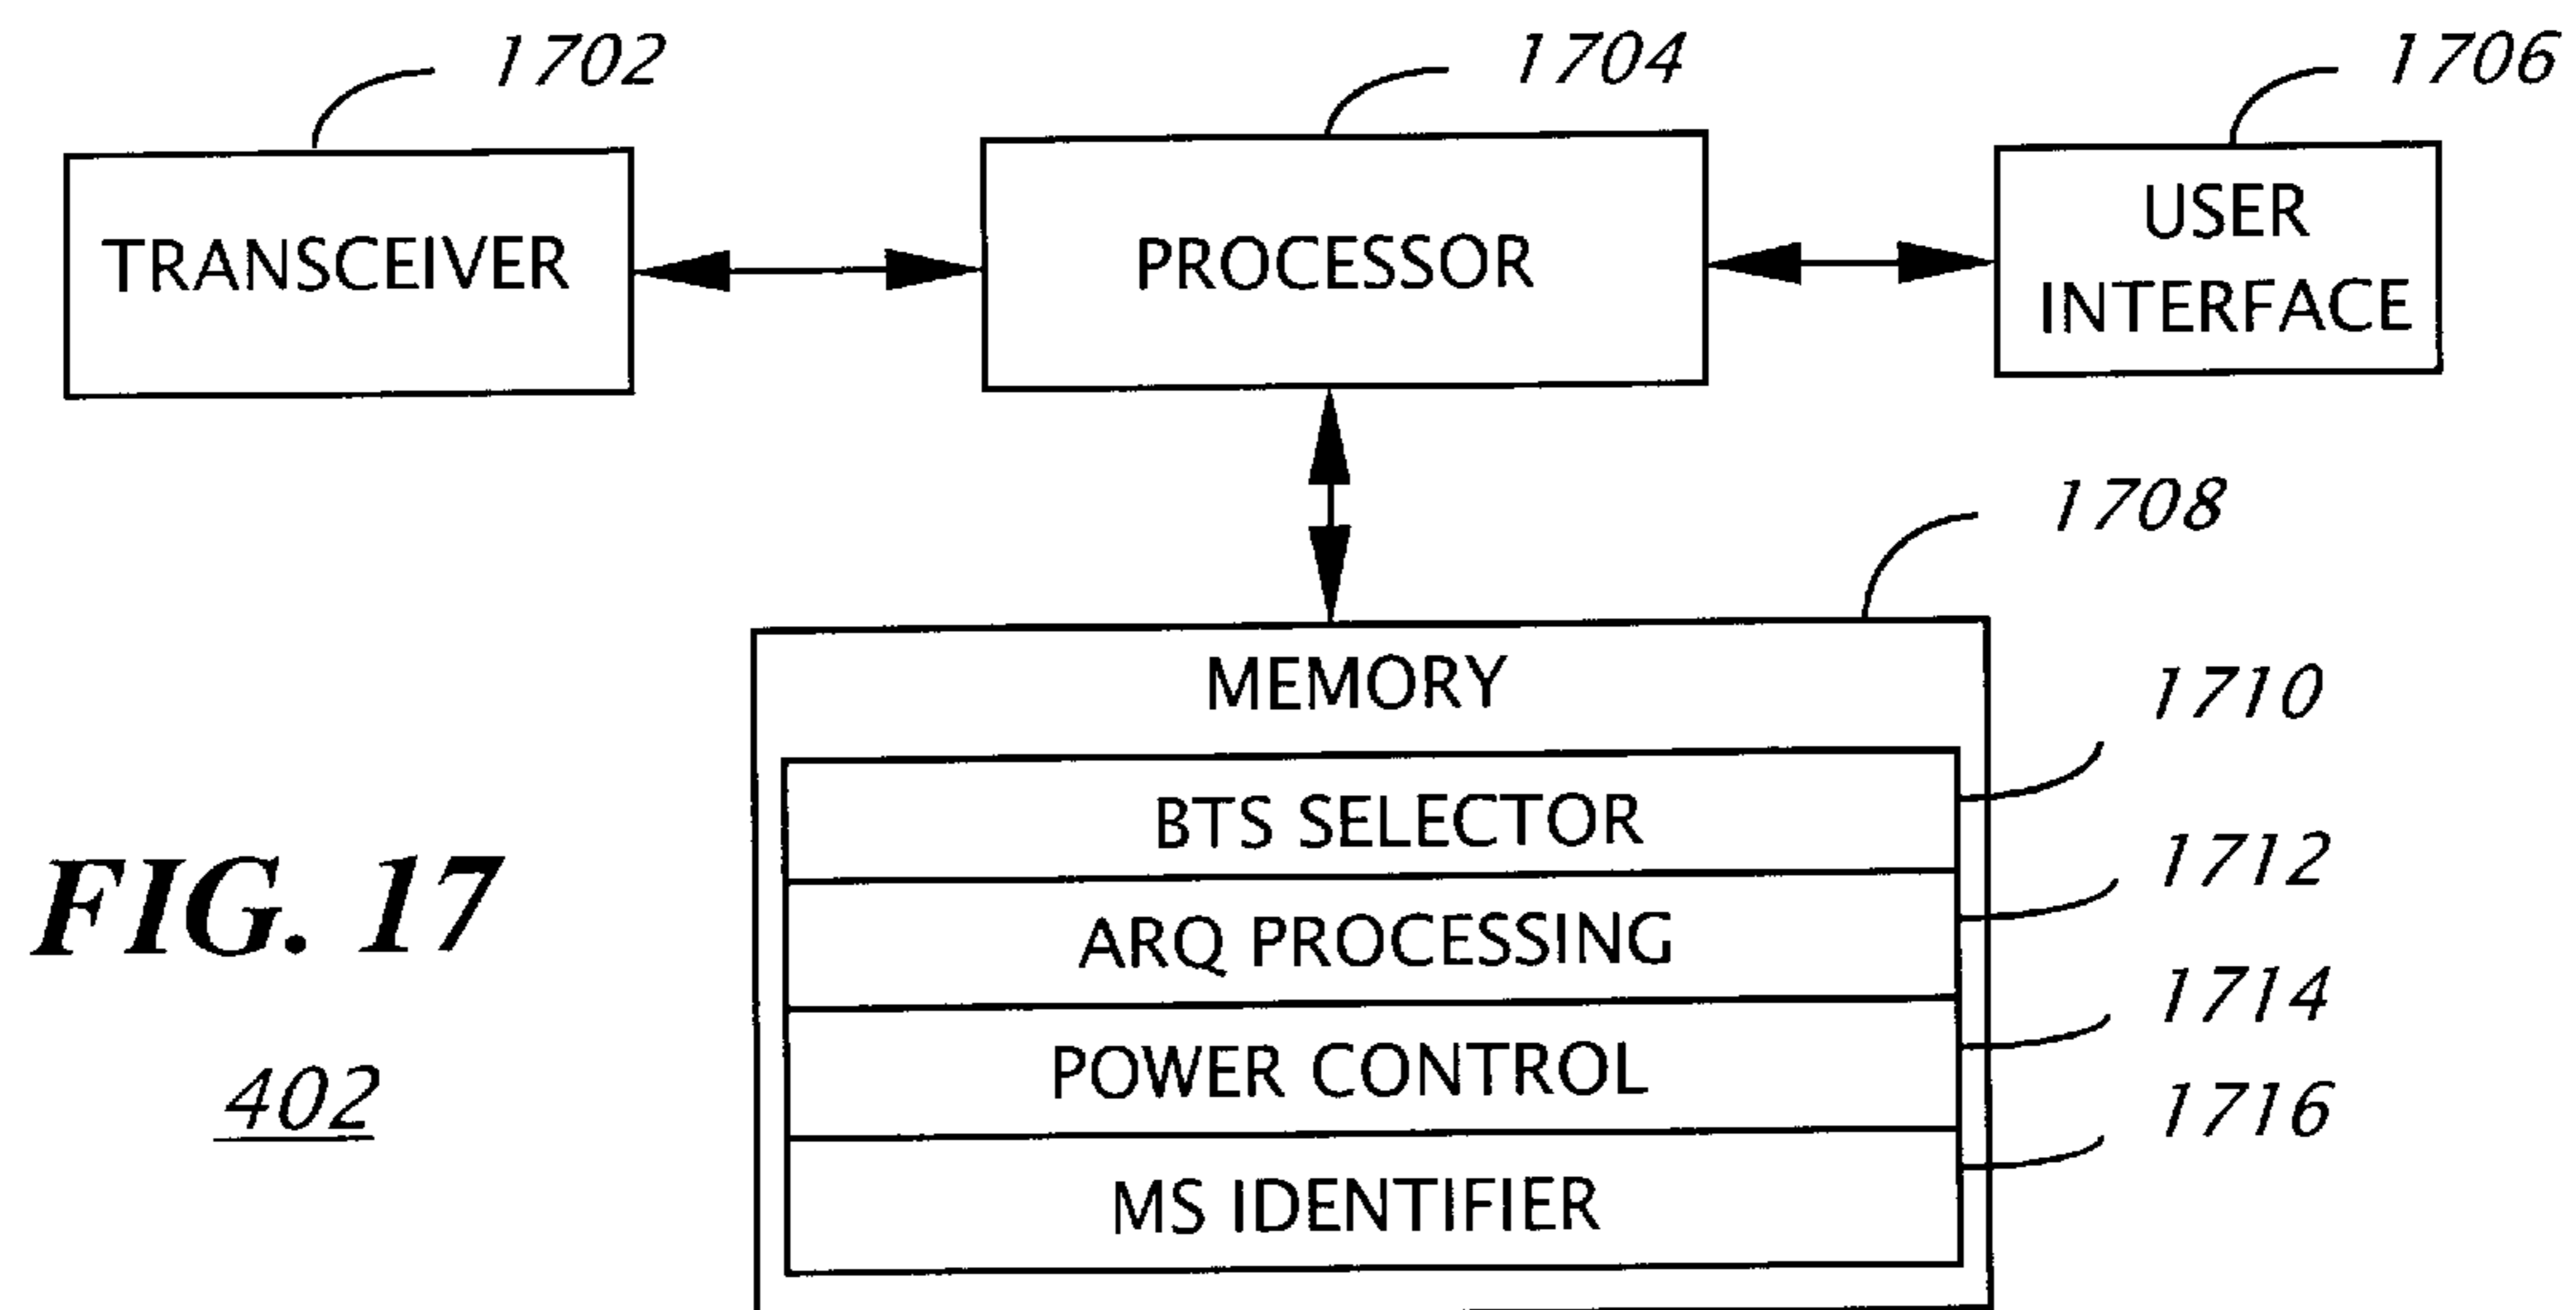 1702
1704
1706
TRANSCEIVER
PROCESSOR
USER
INTERFACE
1708
MEMORY
1710
BTS SELECTOR
1712
ARQ PROCESSING
1714
POWER CONTROL
1716
MS IDENTIFIER
FIG. 17
402